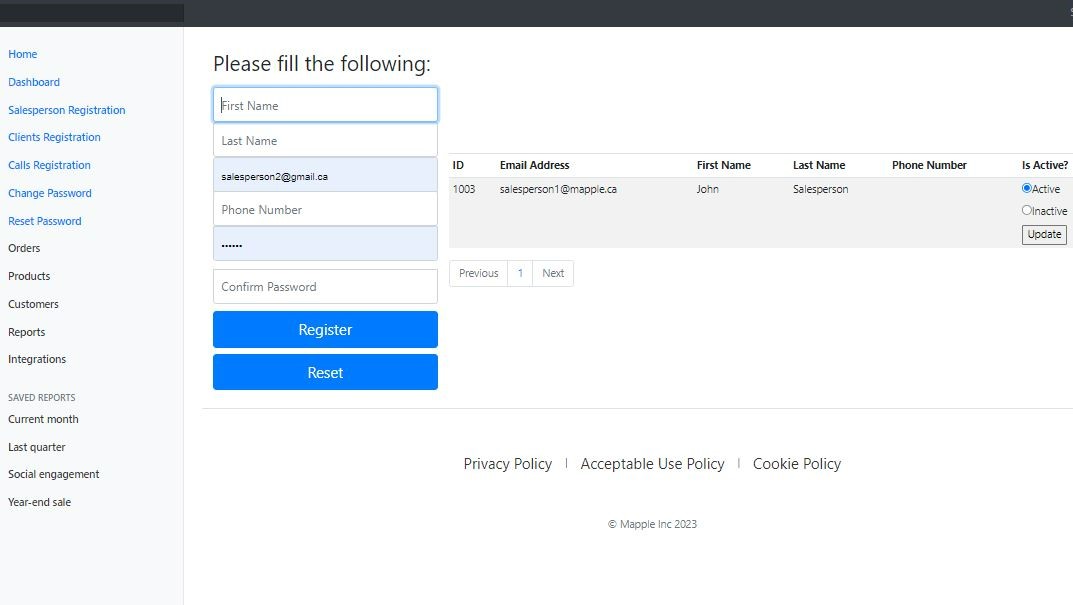 Home
Dashboard
Salesperson Registration
Clients Registration
Calls Registration
Change Password
Reset Password
Orders
Products
Customers
Reports
Integrations
SAVED REPORTS
Current month
Last quarter
Social engagement
Year-end sale
Please fill the following:
First Name
Last Name
salesperson2@gmail.ca
Phone Number
••••••
Confirm Password
Register
Reset
ID Email Address First Name Last Name Phone Number Is Active?
1003 salesperson1@mapple.ca John Salesperson Active
Inactive
Update
Previous 1 Next
Privacy Policy | Acceptable Use Policy | Cookie Policy
© Mapple Inc 2023